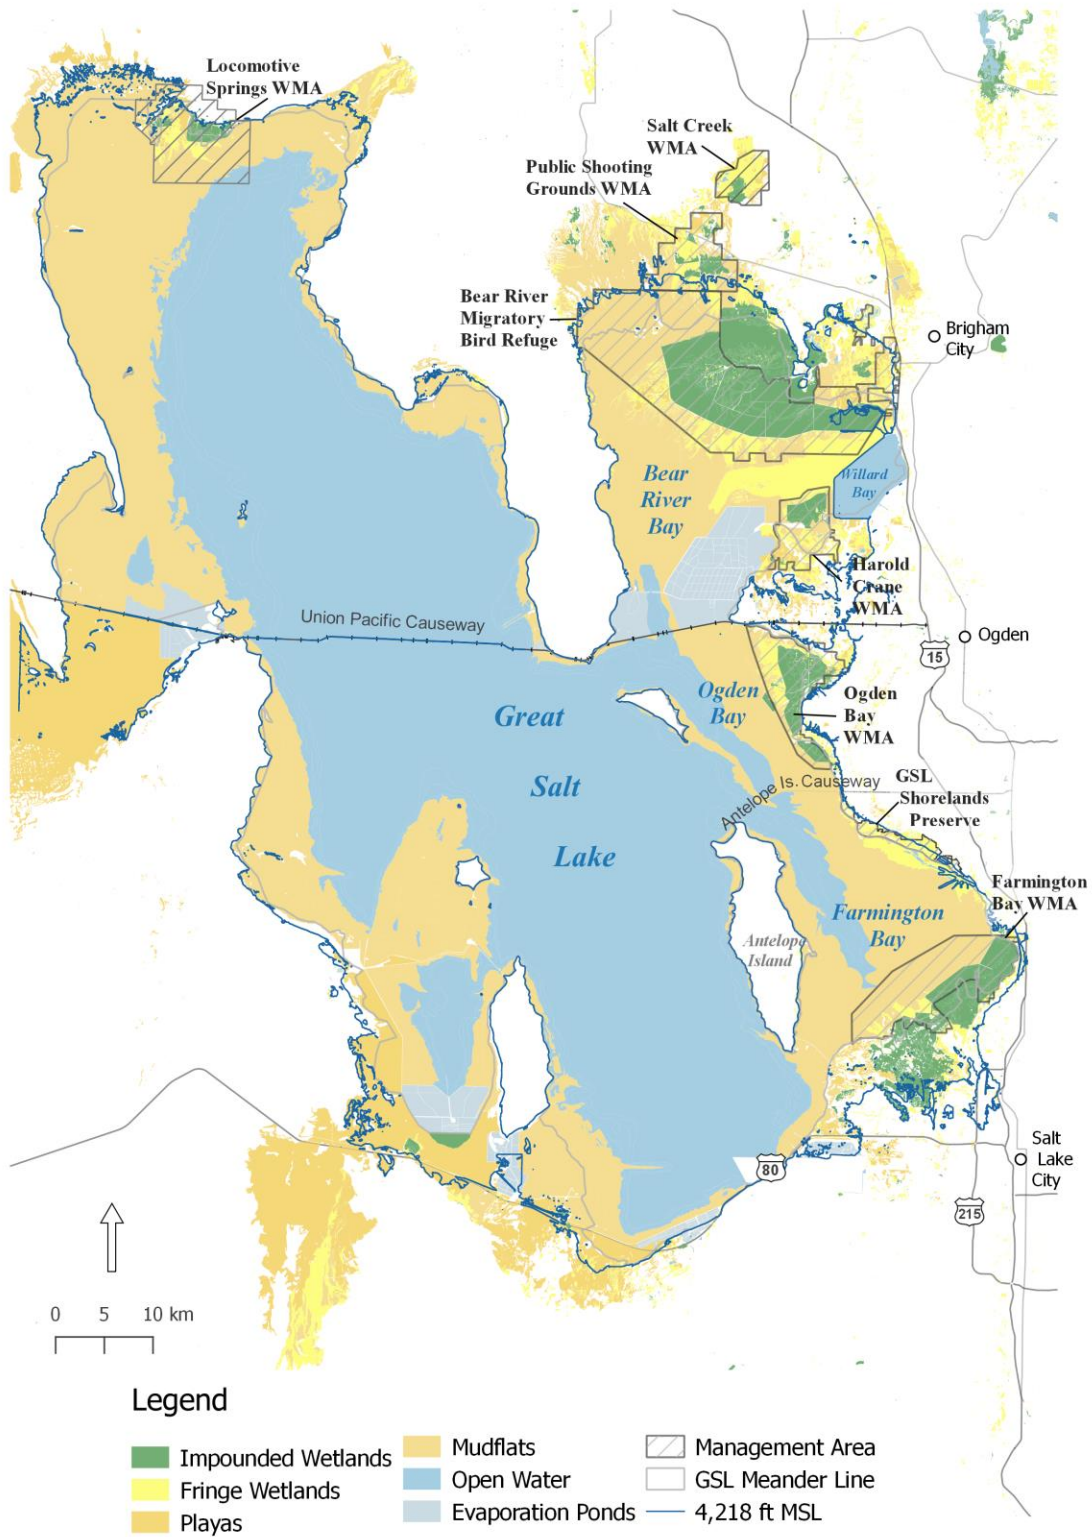 Locomotive
Springs WMA
Salt Creek
WMA
Public Shooting
Grounds WMA
Bear River
Migratory
Bird Refuge
Brigham
City
Bear
River
Bay
Willard
Bay
Harold
Crane
WMA
Union Pacific Causeway
Ogden
15
Ogden
Bay
Ogden
Bay
WMA
Great
Salt
Lake
Antelope Is. Causeway
GSL
Shorelands
Preserve
Farmington
Bay WMA
Farmington
Bay
Antelope
Island
Salt
Lake
City
80
215
0 5 10 km
Legend
Impounded Wetlands
Fringe Wetlands
Playas
Mudflats
Open Water
Evaporation Ponds
Management Area
GSL Meander Line
4,218 ft MSL